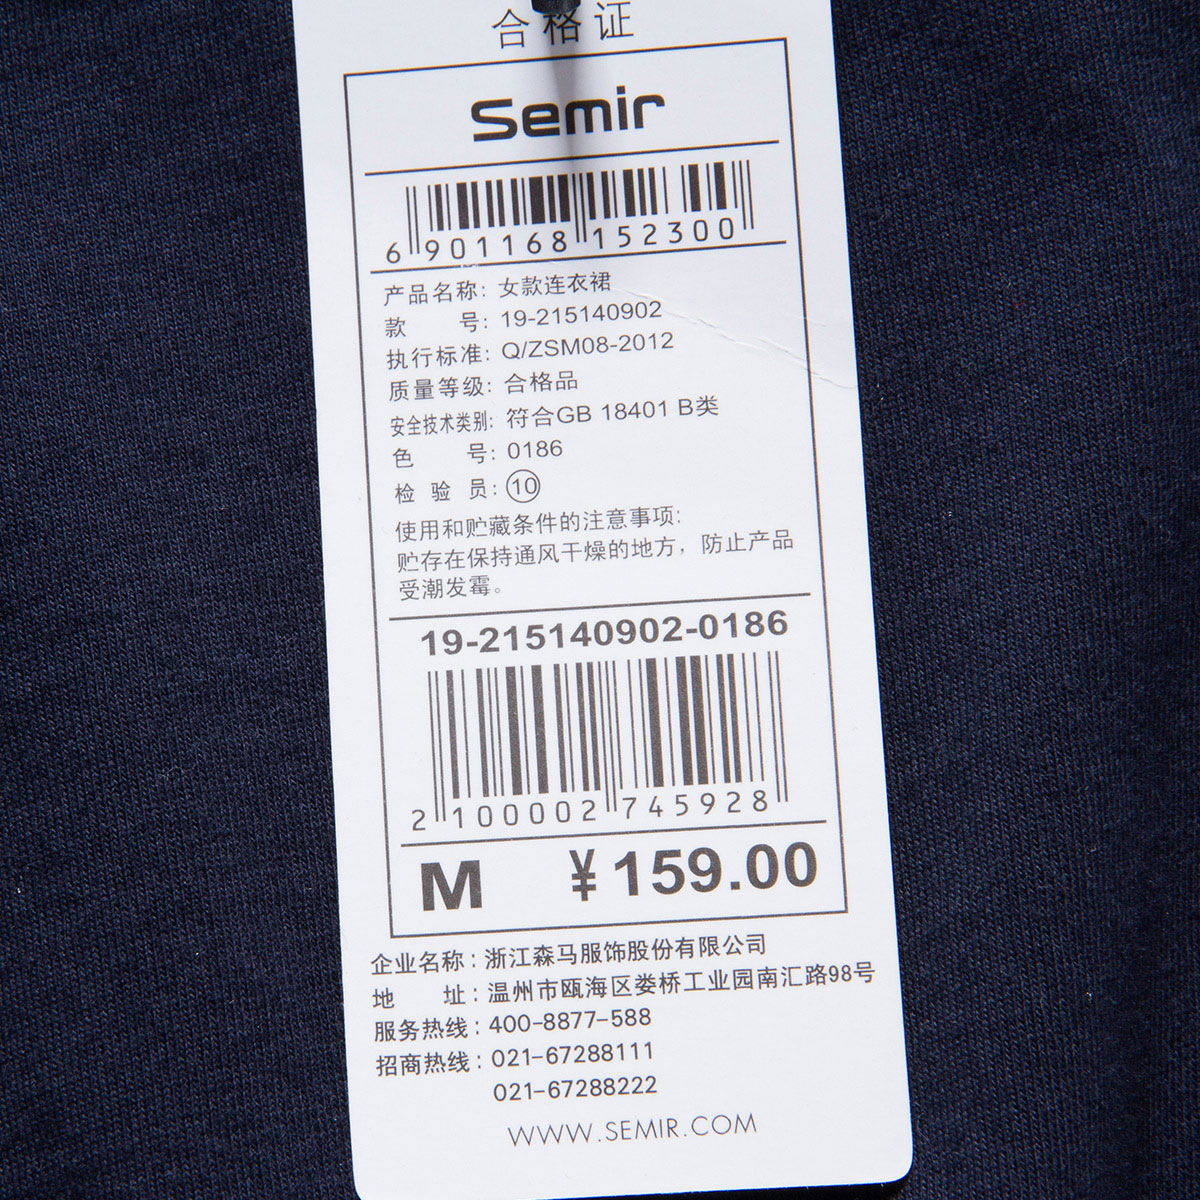 合格证
Semir
6 901168 152300
产品名称: 女款连衣裙
款 号: 19-215140902
执行标准: Q/ZSM08-2012
质量等级: 合格品
安全技术类别: 符合GB 18401 B类
色 号: 0186
检 验 员: ⑩
使用和贮藏条件的注意事项:
贮存在保持通风干燥的地方，防止产品
受潮发霉。
19-215140902-0186
2 100002 745928
M ¥159.00
企业名称：浙江森马服饰股份有限公司
地 址：温州市瓯海区娄桥工业园南汇路98号
服务热线：400-8877-588
招商热线：021-67288111
021-67288222
WWW.SEMIR.COM